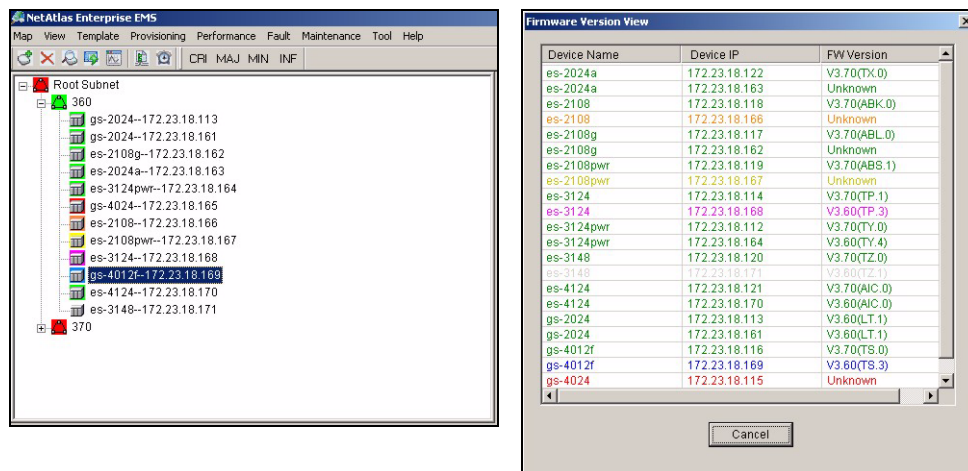 NetAtlas Enterprise EMS
Map View Template Provisioning Performance Fault Maintenance Tool Help
CRI MAJ MIN INF
Root Subnet
360
gs-2024--172.23.18.113
gs-2024--172.23.18.161
es-2108g--172.23.18.162
es-2024a--172.23.18.163
es-3124pwr--172.23.18.164
gs-4024--172.23.18.165
es-2108--172.23.18.166
es-2108pwr--172.23.18.167
es-3124--172.23.18.168
gs-4012f--172.23.18.169
es-4124--172.23.18.170
es-3148--172.23.18.171
370
Firmware Version View
Device Name Device IP FW Version
es-2024a 172.23.18.122 V3.70(TX.0)
es-2024a 172.23.18.163 Unknown
es-2108 172.23.18.118 V3.70(ABK.0)
es-2108 172.23.18.166 Unknown
es-2108g 172.23.18.117 V3.70(ABL.0)
es-2108g 172.23.18.162 Unknown
es-2108pwr 172.23.18.119 V3.70(ABS.1)
es-2108pwr 172.23.18.167 Unknown
es-3124 172.23.18.114 V3.70(TP.1)
es-3124 172.23.18.168 V3.60(TP.3)
es-3124pwr 172.23.18.112 V3.70(TY.0)
es-3124pwr 172.23.18.164 V3.60(TY.4)
es-3148 172.23.18.120 V3.70(TZ.0)
es-3148 172.23.18.171 V3.60(TZ.1)
es-4124 172.23.18.121 V3.70(AIC.0)
es-4124 172.23.18.170 V3.60(AIC.0)
gs-2024 172.23.18.113 V3.60(LT.1)
gs-2024 172.23.18.161 V3.60(LT.1)
gs-4012f 172.23.18.116 V3.70(TS.0)
gs-4012f 172.23.18.169 V3.60(TS.3)
gs-4024 172.23.18.115 Unknown
Cancel